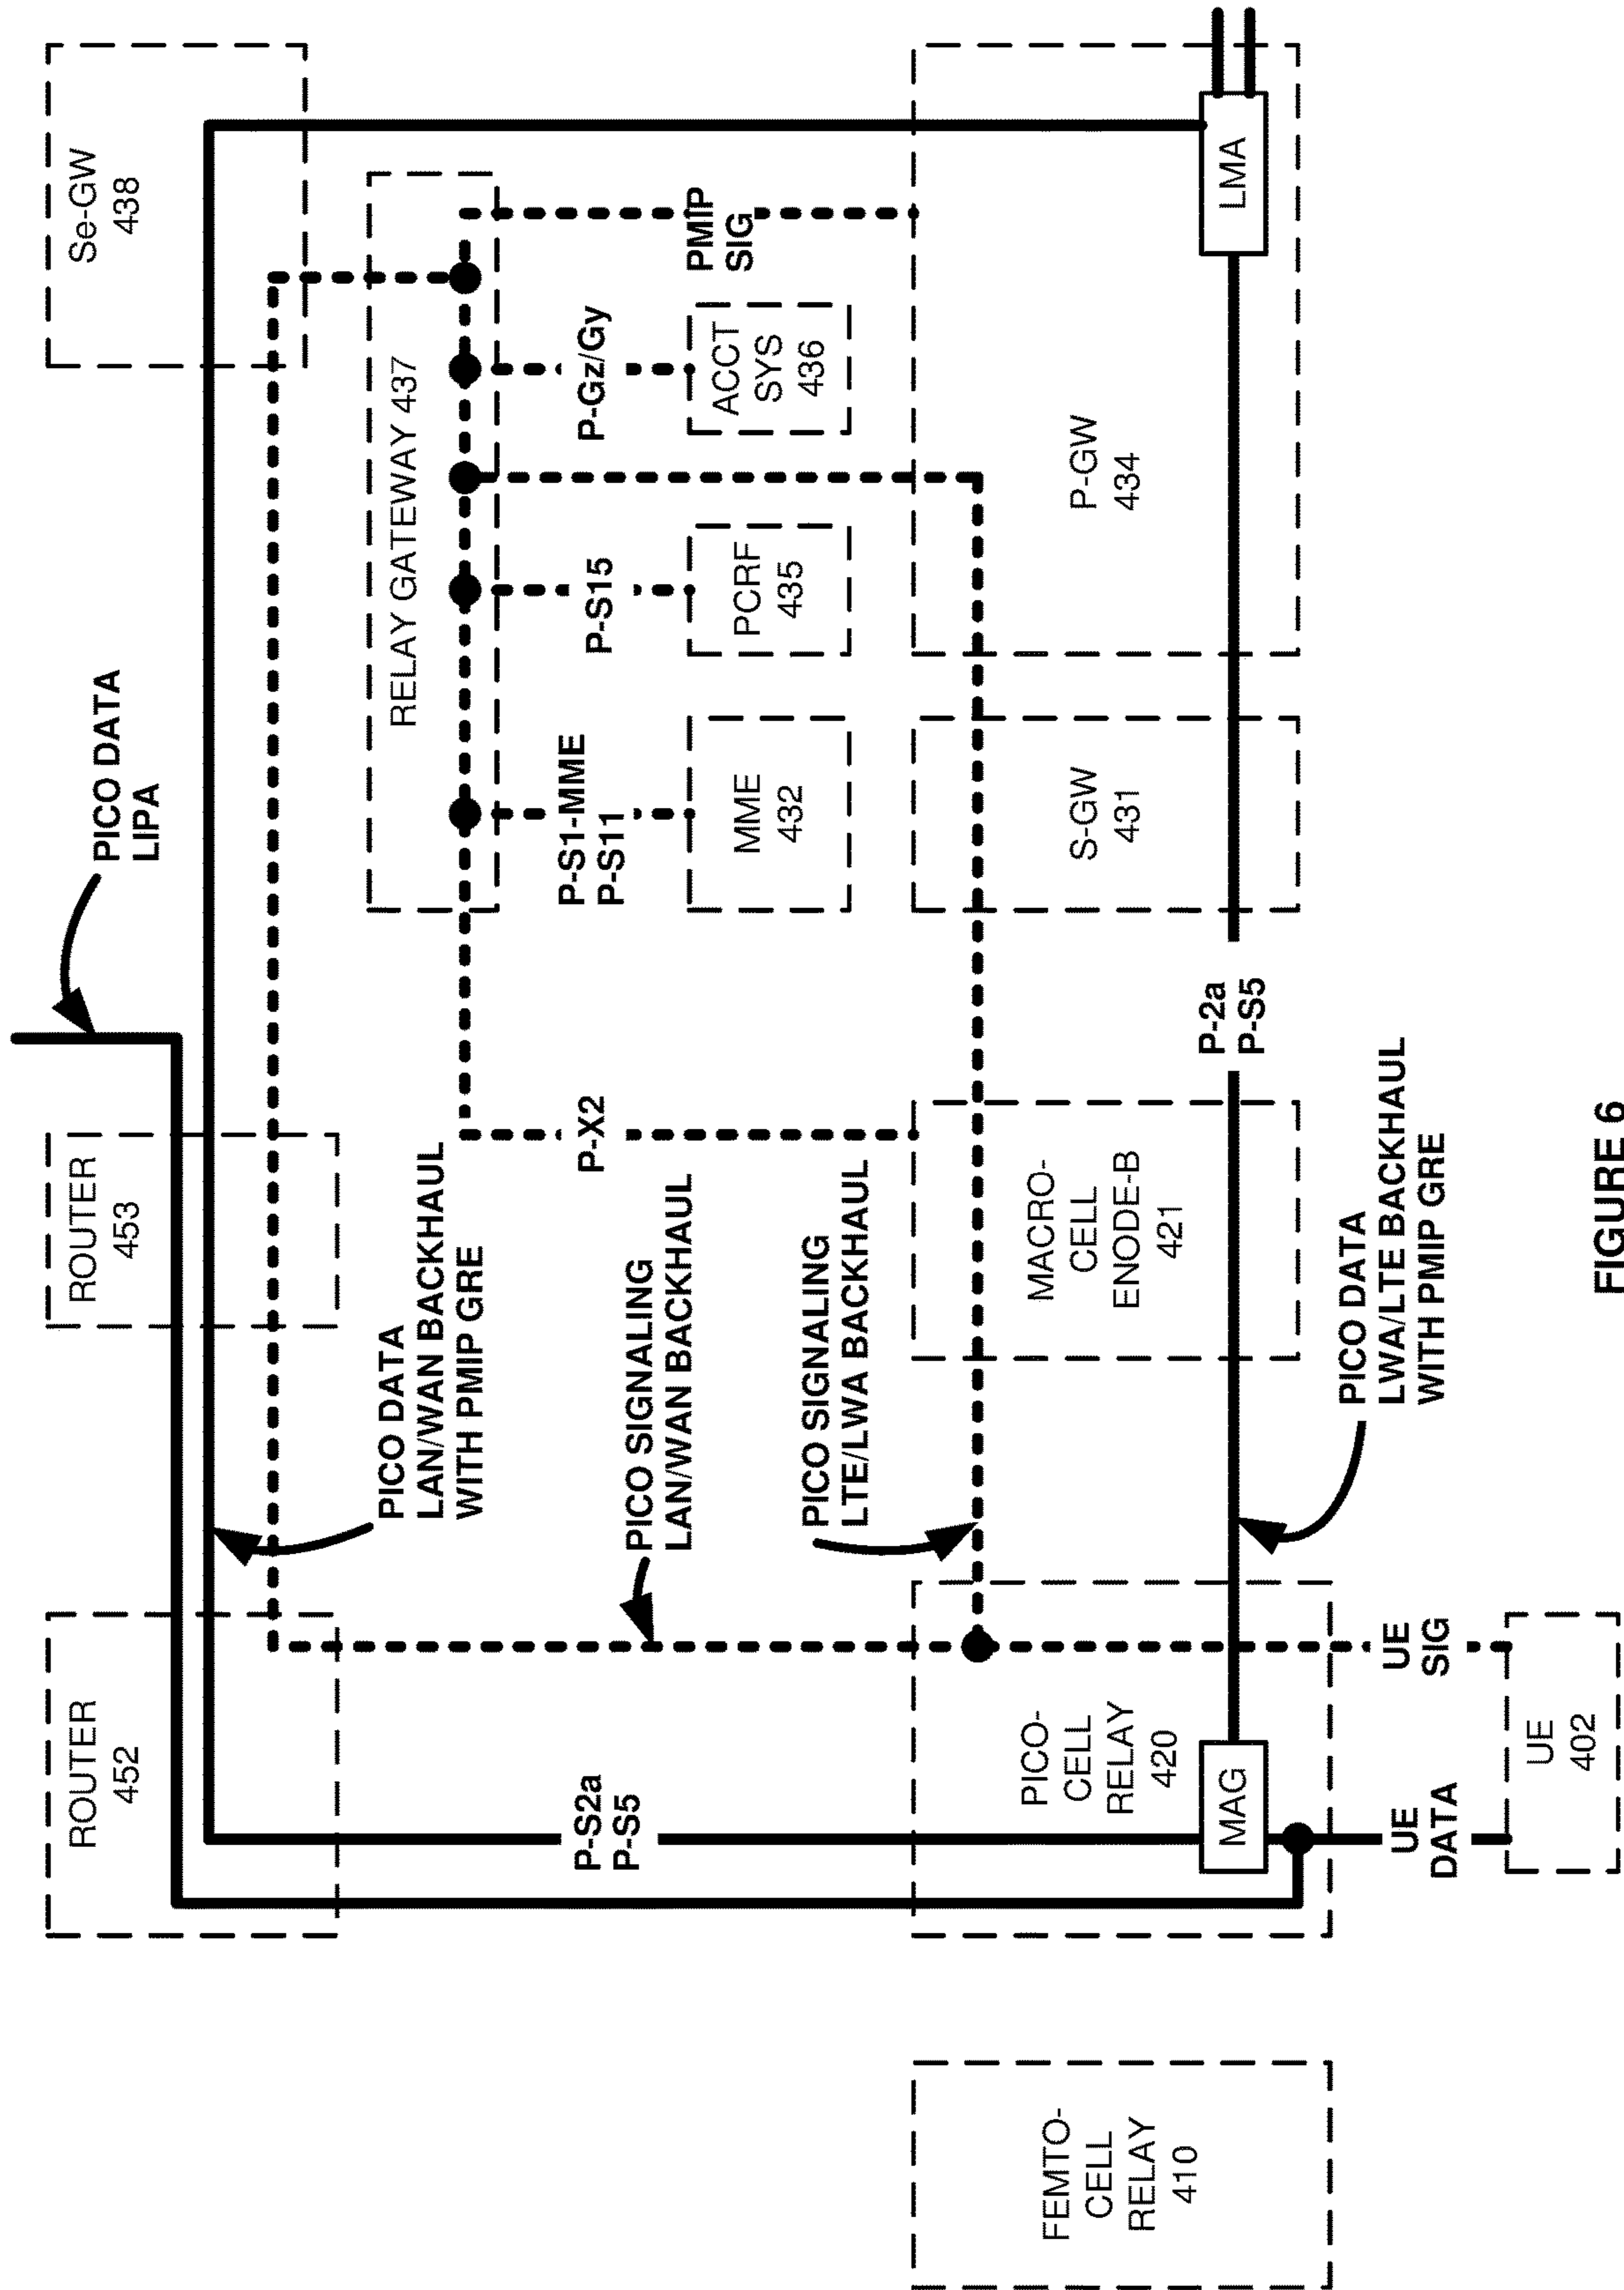 PICO DATA
LIPA
ROUTER
452
ROUTER
453
Se-GW
438
PICO DATA
LAN/WAN BACKHAUL
WITH PMIP GRE
RELAY GATEWAY 437
P-S2a
P-S5
PICO SIGNALING
LAN/WAN BACKHAUL
P-X2
P-S1-MME
P-S11
P-S15
P-Gz/Gy
PMIP
SIG
PICO SIGNALING
LTE/LWA BACKHAUL
MME
432
PCRF
435
ACCT
SYS
436
FEMTO-
CELL
RELAY
410
PICO-
CELL
RELAY
420
MACRO-
CELL
ENODE-B
421
S-GW
431
P-GW
434
MAG
P-2a
P-S5
LMA
UE
DATA
UE
SIG
PICO DATA
LWA/LTE BACKHAUL
WITH PMIP GRE
UE
402
FIGURE 6